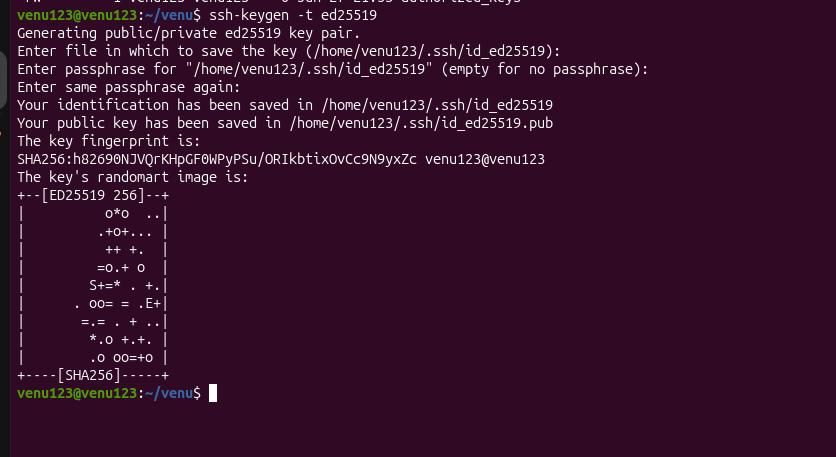 venu123@venu123:~/venu$ ssh-keygen -t ed25519
Generating public/private ed25519 key pair.
Enter file in which to save the key (/home/venu123/.ssh/id_ed25519):
Enter passphrase for "/home/venu123/.ssh/id_ed25519" (empty for no passphrase):
Enter same passphrase again:
Your identification has been saved in /home/venu123/.ssh/id_ed25519
Your public key has been saved in /home/venu123/.ssh/id_ed25519.pub
The key fingerprint is:
SHA256:h82690NJVQrKHpGF0WPyPSu/ORIkbtixOvCc9N9yxZc venu123@venu123
The key's randomart image is:
+--[ED25519 256]--+
|          o*o  ..|
|         .+o+... |
|          ++ +.  |
|         =o.+ o  |
|        S+=* . +.|
|      . oo= = .E+|
|       =.= . + ..|
|        *.o +.+. |
|        .o oo=+o |
+----[SHA256]-----+
venu123@venu123:~/venu$